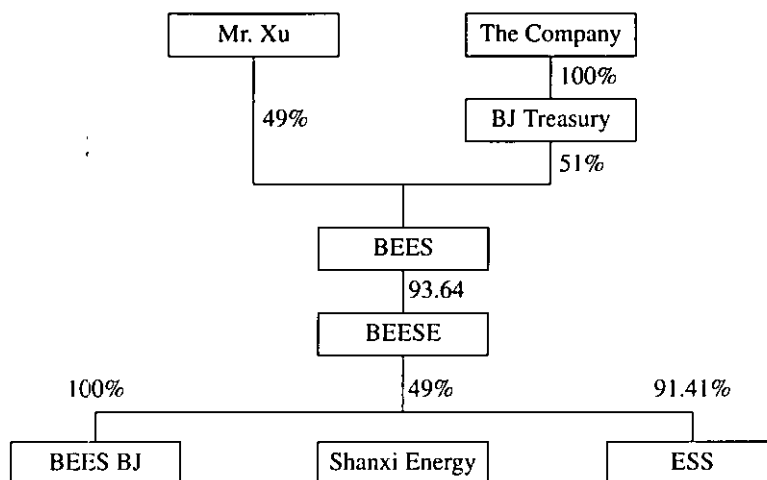 Mr. Xu
The Company
100%
49%
BJ Treasury
51%
BEES
93.64
BEESE
100%
49%
91.41%
BEES BJ
Shanxi Energy
ESS